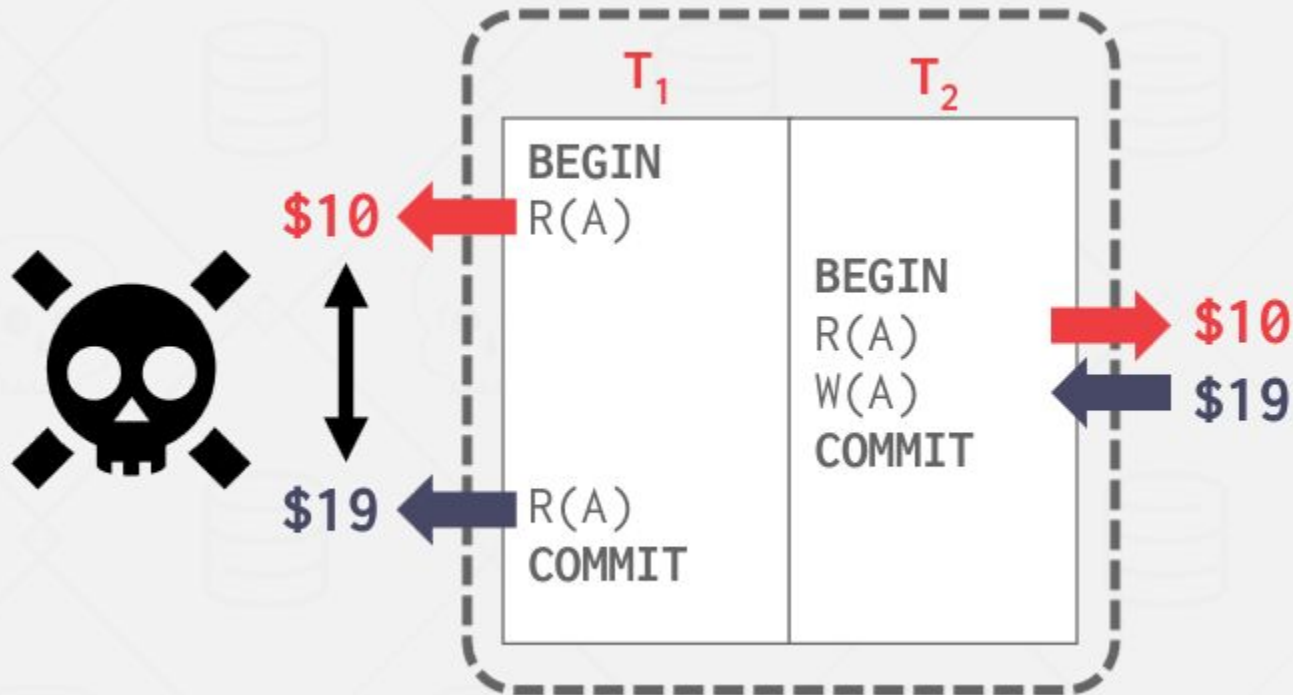 T₁ T₂
BEGIN
$10 R(A)
BEGIN
R(A) $10
W(A) $19
COMMIT
$19 R(A)
COMMIT